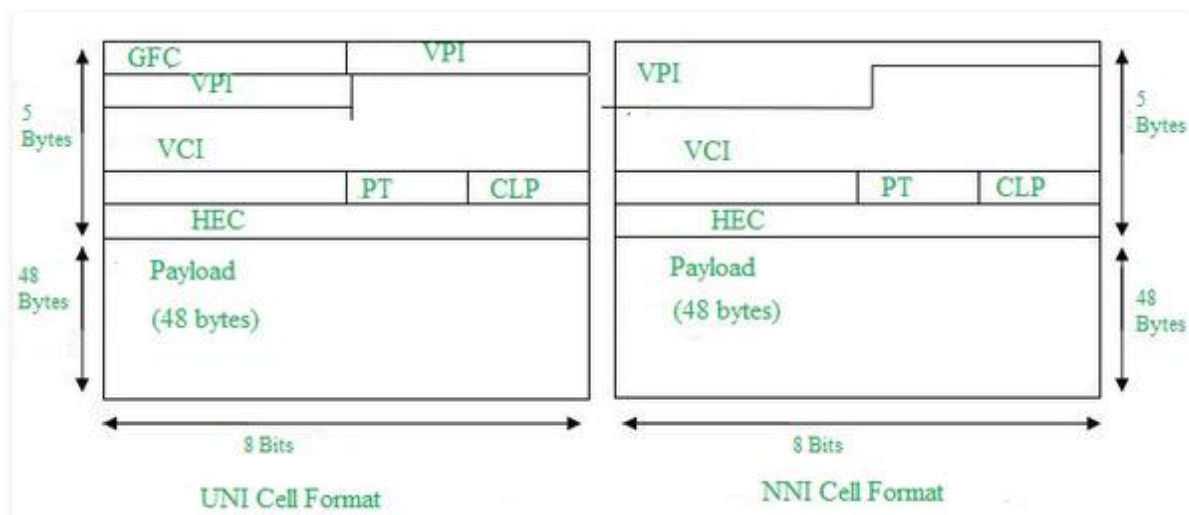 GFC VPI
VPI
5
Bytes
VCI
PT CLP
HEC
48
Bytes
Payload
(48 bytes)
8 Bits
UNI Cell Format
VPI
5
Bytes
VCI
PT CLP
HEC
Payload
(48 bytes)
48
Bytes
8 Bits
NNI Cell Format